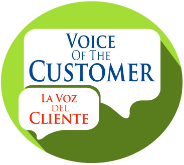 VOICE
OF THE
CUSTOMER
LA VOZ
DEL
CLIENTE